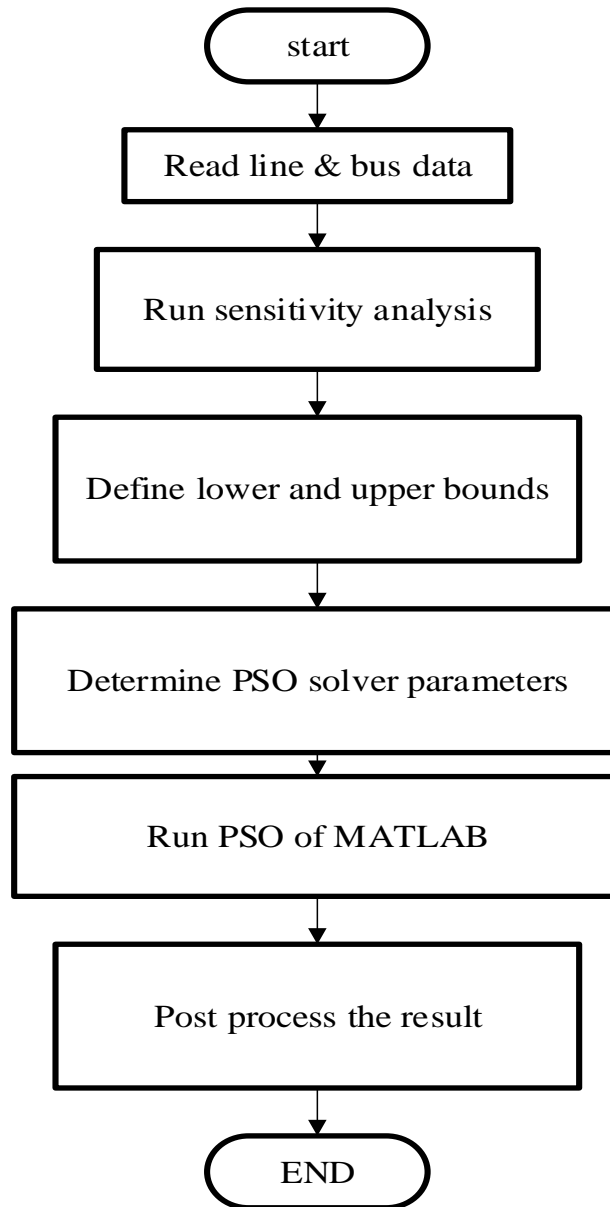 start
Read line & bus data
Run sensitivity analysis
Define lower and upper bounds
Determine PSO solver parameters
Run PSO of MATLAB
Post process the result
END